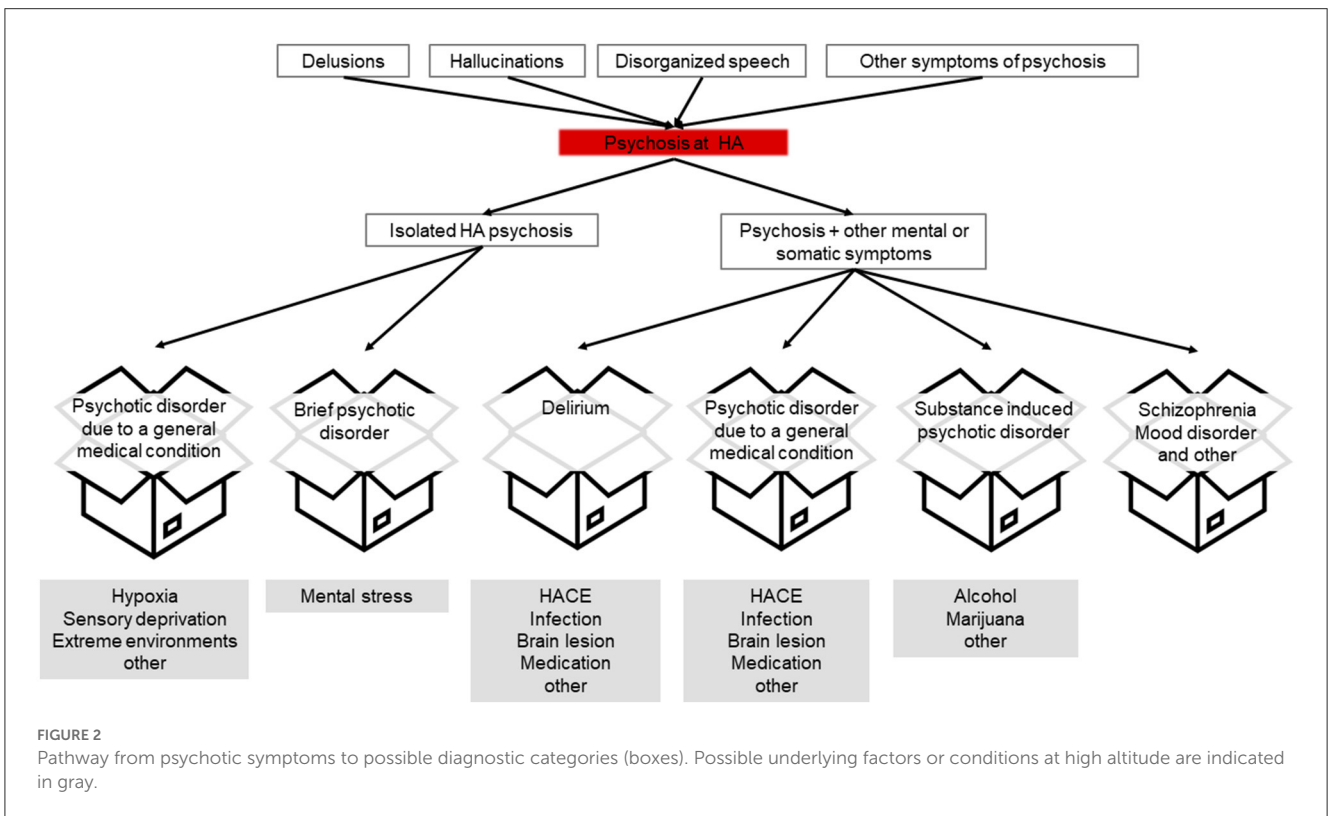 Delusions
Hallucinations
Disorganized speech
Other symptoms of psychosis
Psychosis at HA
Isolated HA psychosis
Psychosis + other mental or
somatic symptoms
Psychotic disorder
due to a general
medical condition
Brief psychotic
disorder
Delirium
Psychotic disorder
due to a general
medical condition
Substance induced
psychotic disorder
Schizophrenia
Mood disorder
and other
Hypoxia
Sensory deprivation
Extreme environments
other
Mental stress
HACE
Infection
Brain lesion
Medication
other
HACE
Infection
Brain lesion
Medication
other
Alcohol
Marijuana
other
FIGURE 2
Pathway from psychotic symptoms to possible diagnostic categories (boxes). Possible underlying factors or conditions at high altitude are indicated
in gray.